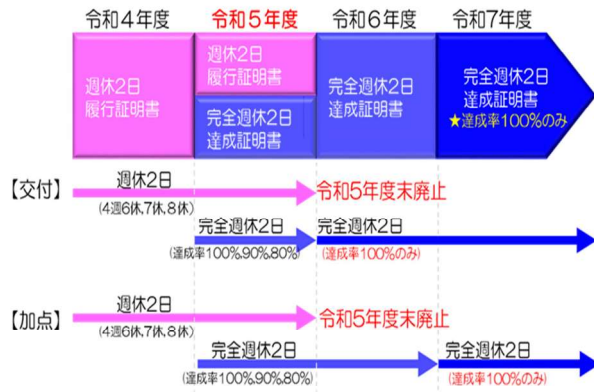 令和4年度 令和5年度 令和6年度 令和7年度
週休2日
履行証明書
週休2日
履行証明書
完全週休2日
達成証明書
完全週休2日
達成証明書
完全週休2日
達成証明書
★達成率100%のみ
【交付】
週休2日
(4週6休,7休,8休)
令和5年度末廃止
完全週休2日
(達成率100%,90%,80%)
完全週休2日
(達成率100%のみ)
【加点】
週休2日
(4週6休,7休,8休)
令和5年度末廃止
完全週休2日
(達成率100%,90%,80%)
完全週休2日
(達成率100%のみ)